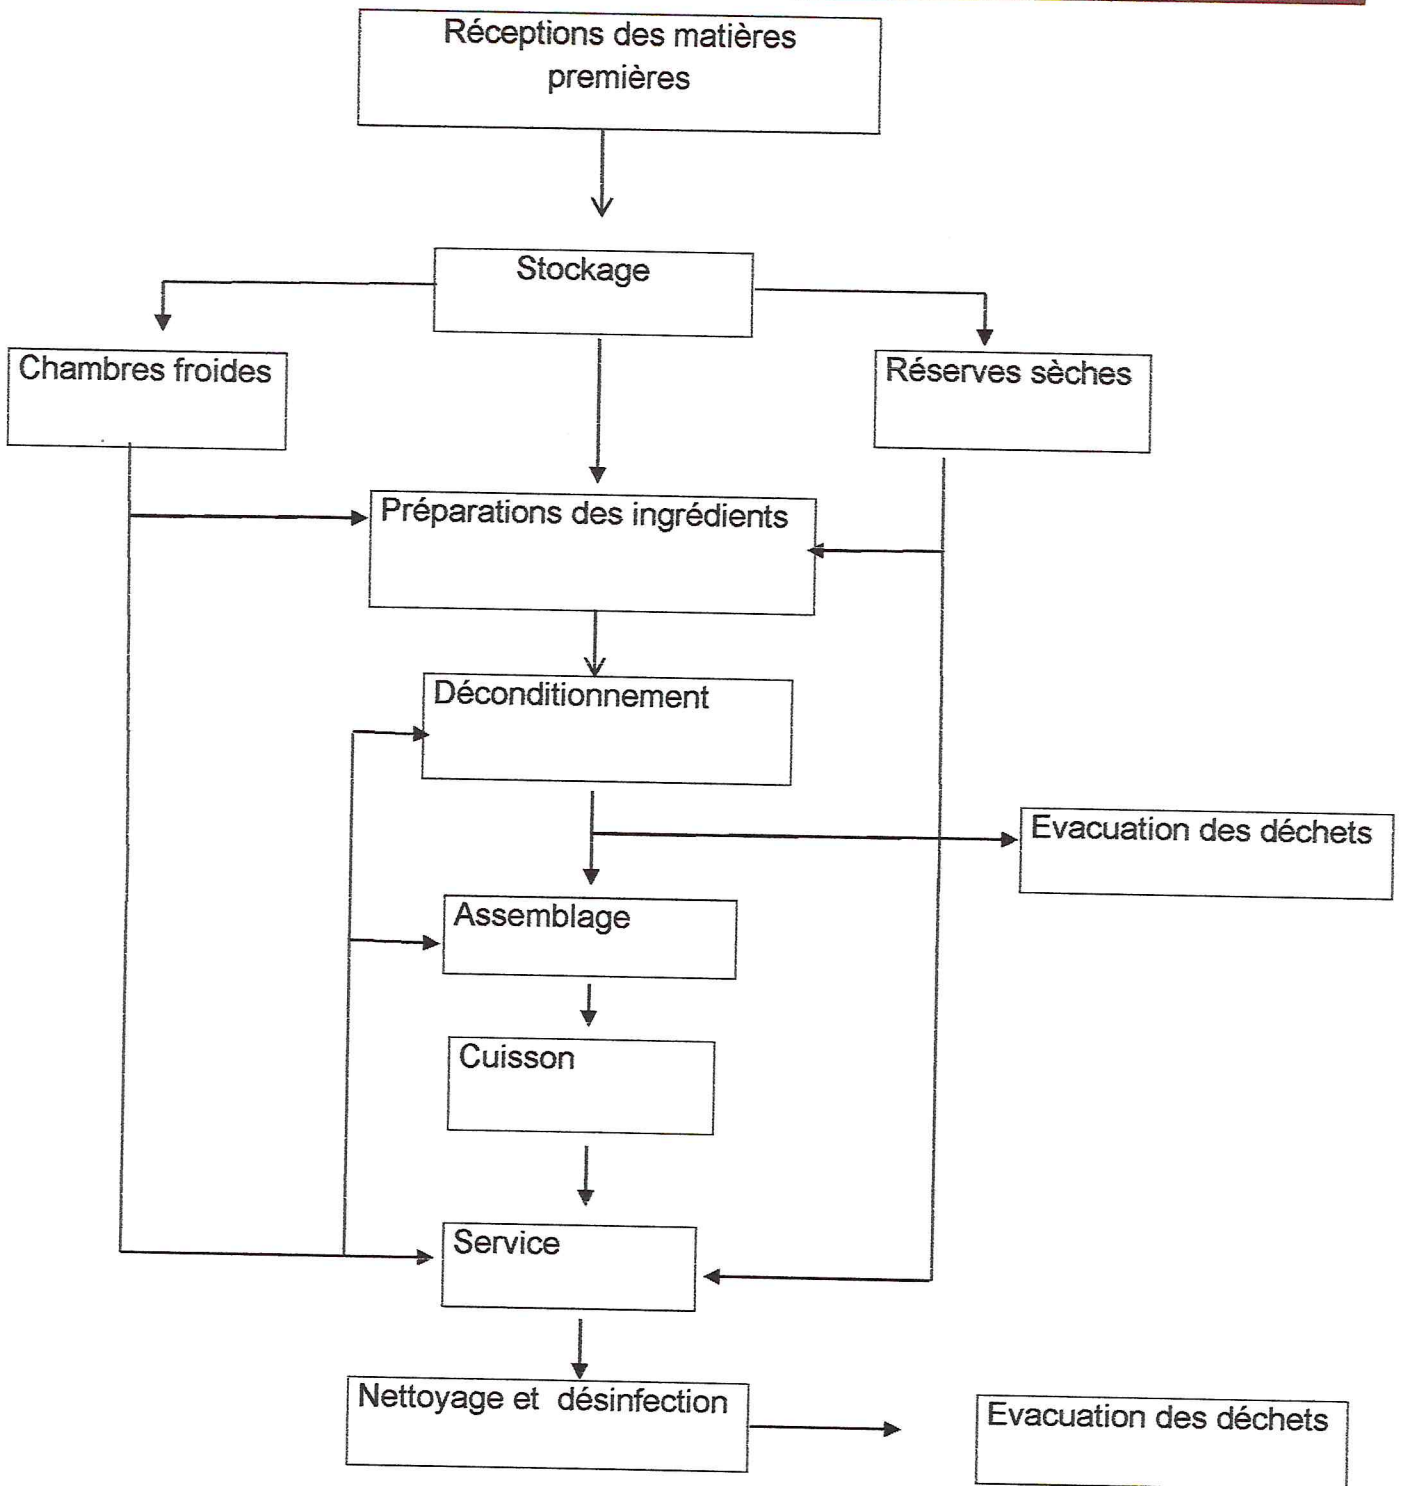 Réceptions des matières
premières
Stockage
Chambres froides
Réserves sèches
Préparations des ingrédients
Déconditionnement
Evacuation des déchets
Assemblage
Cuisson
Service
Nettoyage et désinfection
Evacuation des déchets